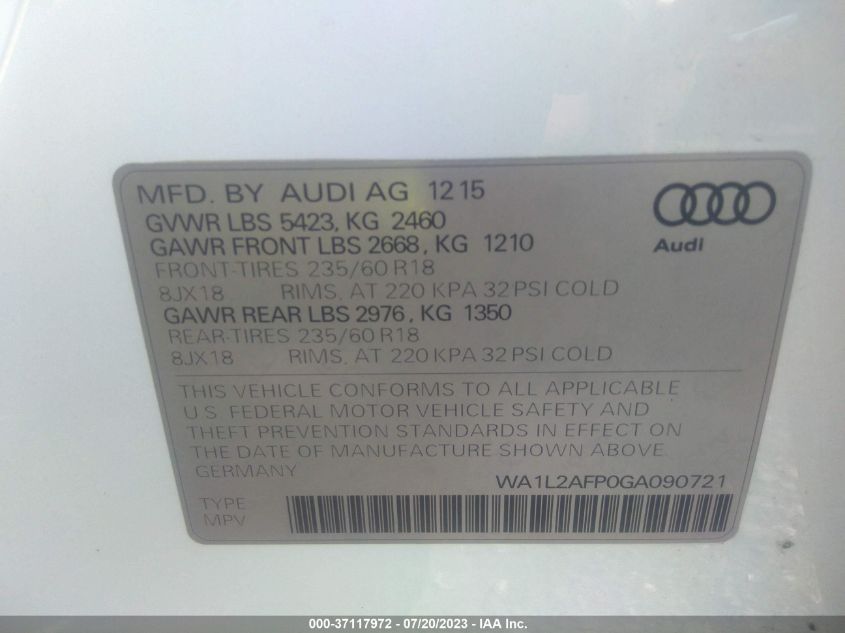 MFD. BY AUDI AG 12 15
GVWR LBS 5423, KG 2460
GAWR FRONT LBS 2668, KG 1210
FRONT-TIRES 235/60 R18
8JX18 RIMS, AT 220 KPA 32 PSI COLD
GAWR REAR LBS 2976, KG 1350
REAR-TIRES 235/60 R18
8JX18 RIMS, AT 220 KPA 32 PSI COLD
Audi
THIS VEHICLE CONFORMS TO ALL APPLICABLE
U.S. FEDERAL MOTOR VEHICLE SAFETY AND
THEFT PREVENTION STANDARDS IN EFFECT ON
THE DATE OF MANUFACTURE SHOWN ABOVE.
GERMANY
WA1L2AFP0GA090721
TYPE
MPV
000-37117972 / 07/20/2023 - IAA Inc.